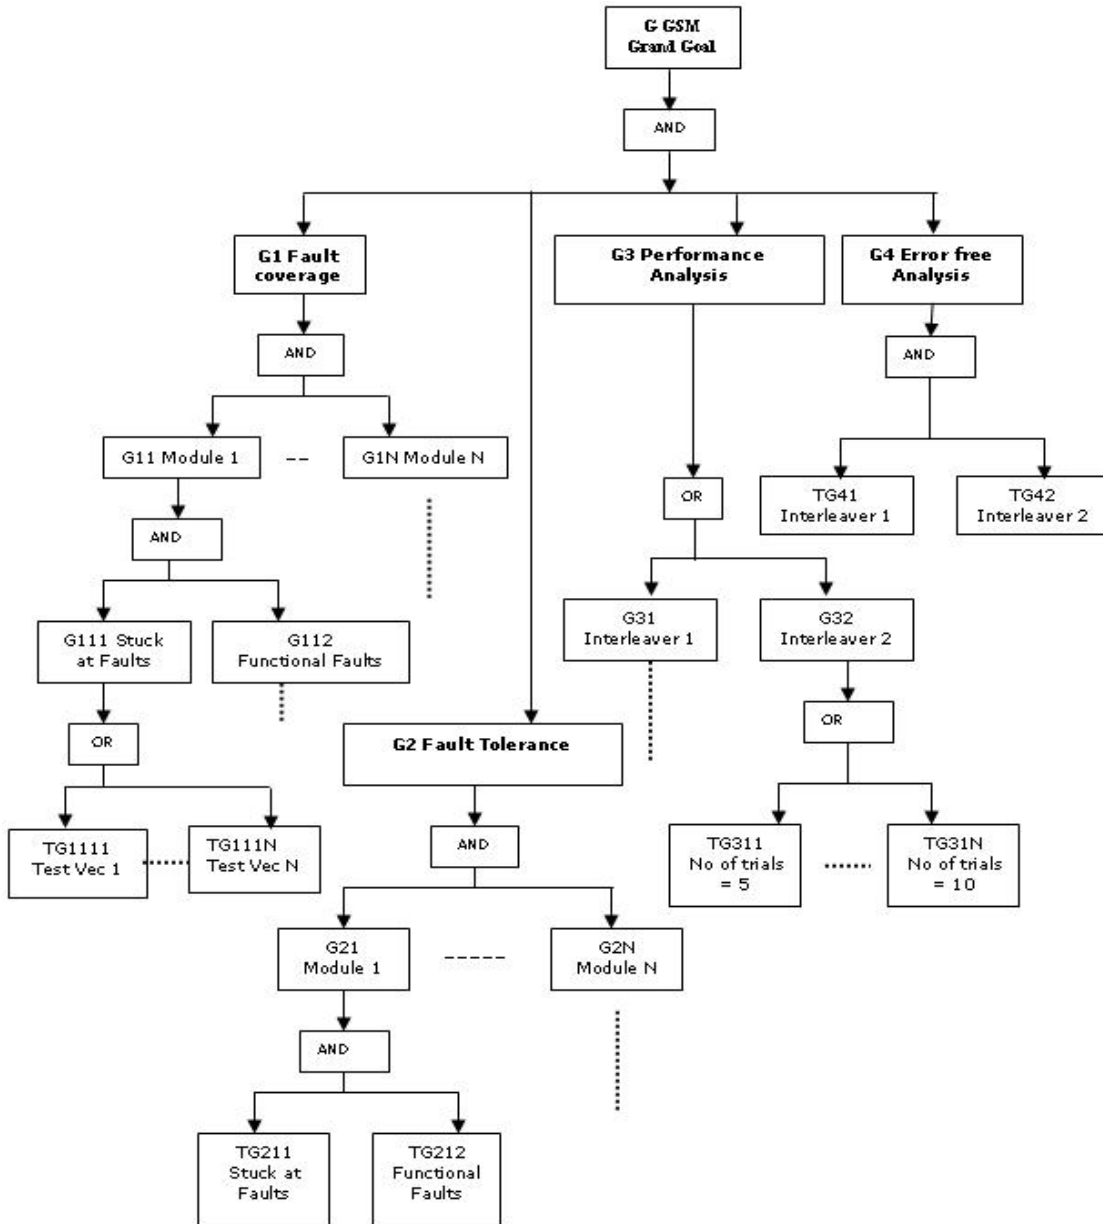 G GSM
Grand Goal
AND
G1 Fault
coverage
G3 Performance
Analysis
G4 Error free
Analysis
AND
AND
G11 Module 1
G1N Module N
OR
TG41
Interleaver 1
TG42
Interleaver 2
AND
G111 Stuck
at Faults
G112
Functional Faults
G31
Interleaver 1
G32
Interleaver 2
OR
G2 Fault Tolerance
OR
TG1111
Test Vec 1
TG111N
Test Vec N
AND
TG311
No of trials
= 5
TG31N
No of trials
= 10
G21
Module 1
G2N
Module N
AND
TG211
Stuck at
Faults
TG212
Functional
Faults